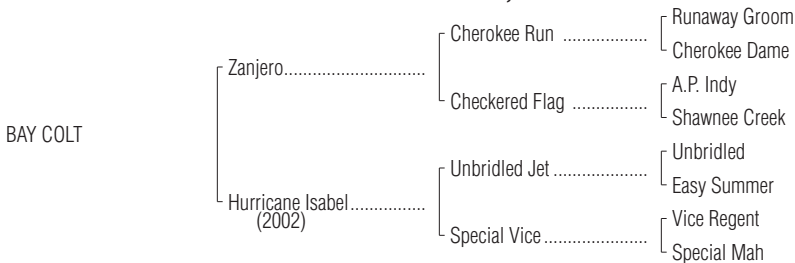 Runaway Groom
Cherokee Run ...................
Cherokee Dame
Zanjero.............................
A.P. Indy
Checkered Flag ................
Shawnee Creek
BAY COLT
Unbridled
Unbridled Jet ...................
Easy Summer
Hurricane Isabel................
(2002)
Vice Regent
Special Vice.....................
Special Mah